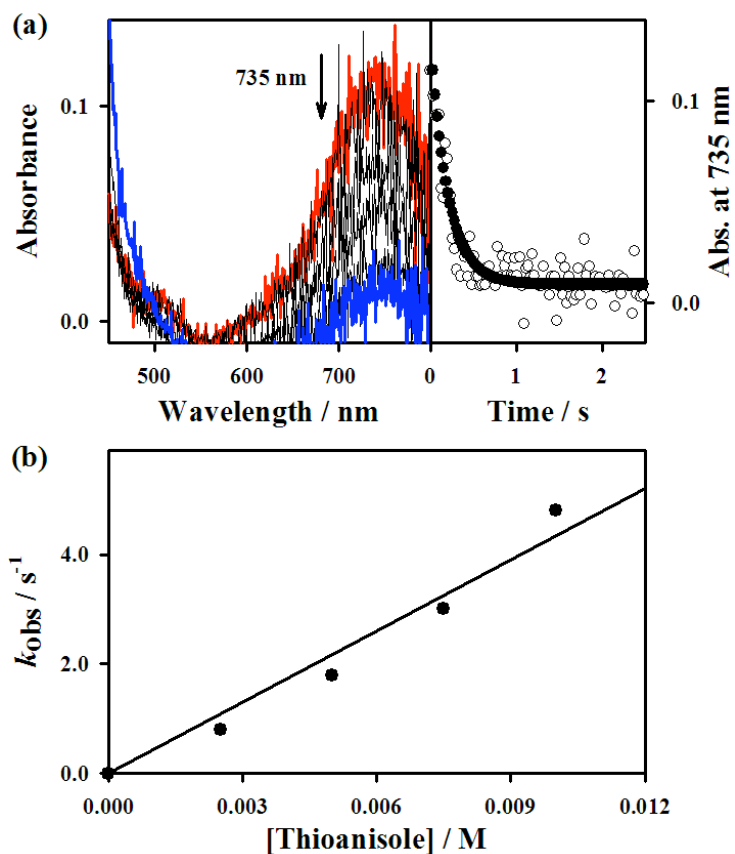 (a)
Absorbance
0.1
0.0
735 nm
500 600 700
Wavelength / nm
0 1 2
Time / s
0.1
0.0
Abs. at 735 nm
(b)
kobs / s-1
4.0
2.0
0.0
0.000 0.003 0.006 0.009 0.012
[Thioanisole] / M